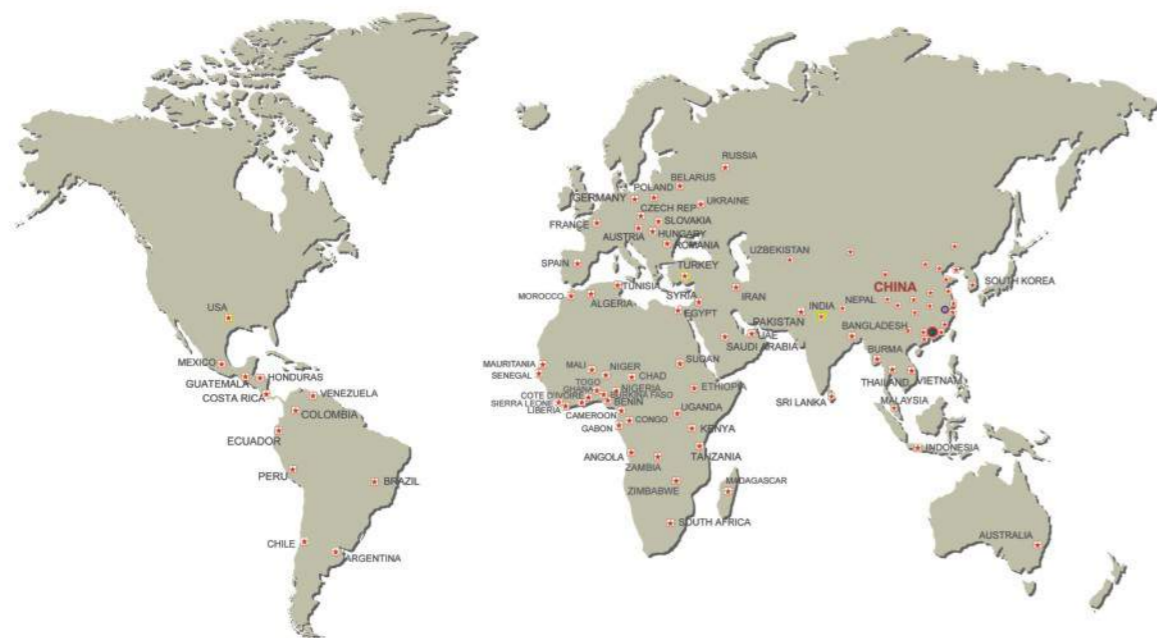 RUSSIA
BELARUS
GERMANY
POLAND
UKRAINE
CZECH REP
FRANCE
SLOVAKIA
AUSTRIA
HUNGARY
ROMANIA
UZBEKISTAN
SPAIN
TURKEY
SOUTH KOREA
TUNISIA
CHINA
MOROCCO
ALGERIA
SYRIA
IRAN
USA
EGYPT
INDIA
NEPAL
PAKISTAN
BANGLADESH
UAE
SAUDI ARABIA
BURMA
MEXICO
MAURITANIA
MALI
NIGER
SUDAN
SENEGAL
CHAD
THAILAND
VIETNAM
GUATEMALA
HONDURAS
TOGO
GHANA
NIGERIA
ETHIOPIA
COSTA RICA
VENEZUELA
COTE D'IVOIRE
BURKINA FASO
SIERRA LEONE
BENIN
SRI LANKA
LIBERIA
MALAYSIA
COLOMBIA
CAMEROON
UGANDA
CONGO
GABON
KENYA
ECUADOR
INDONESIA
ANGOLA
TANZANIA
ZAMBIA
PERU
BRAZIL
ZIMBABWE
MADAGASCAR
SOUTH AFRICA
AUSTRALIA
CHILE
ARGENTINA